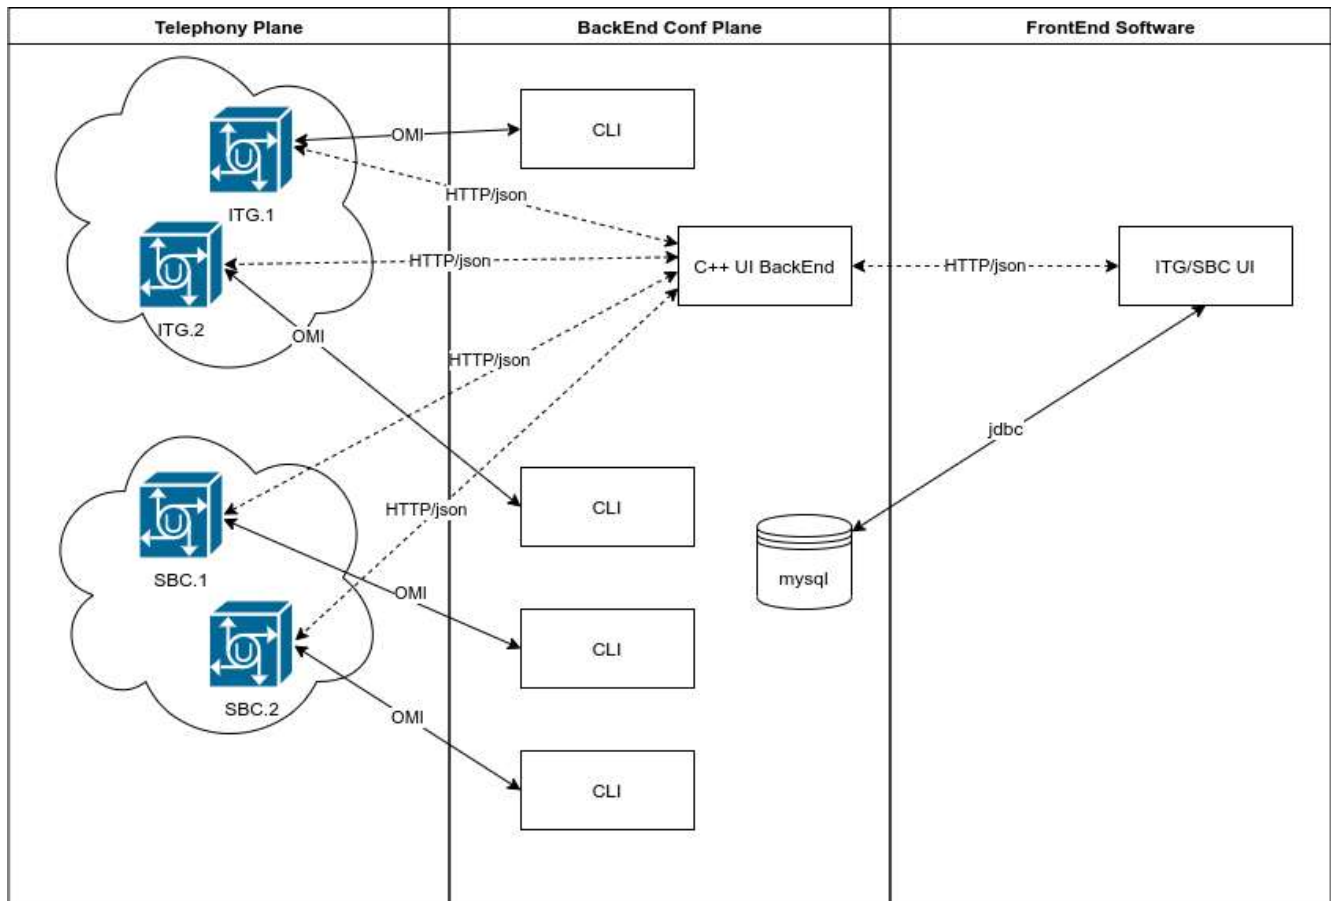 Telephony Plane
BackEnd Conf Plane
FrontEnd Software
OMI
CLI
ITG.1
HTTP/json
ITG.2
HTTP/json
C++ UI BackEnd
HTTP/json
ITG/SBC UI
OMI
HTTP/json
jdbc
SBC.1
HTTP/json
CLI
mysql
OMI
CLI
SBC.2
OMI
CLI